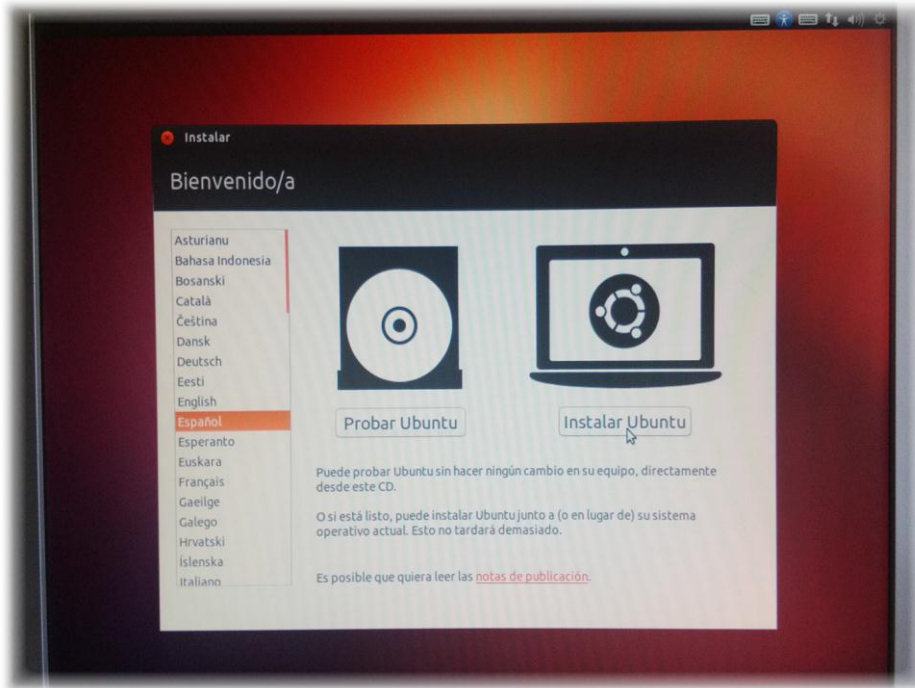 Instalar
Bienvenido/a
Asturianu
Bahasa Indonesia
Bosanski
Català
Čeština
Dansk
Deutsch
Eesti
English
Español
Esperanto
Euskara
Français
Gaeilge
Galego
Hrvatski
Íslenska
Italiano
Probar Ubuntu
Instalar Ubuntu
Puede probar Ubuntu sin hacer ningún cambio en su equipo, directamente
desde este CD.
O si está listo, puede instalar Ubuntu junto a (o en lugar de) su sistema
operativo actual. Esto no tardará demasiado.
Es posible que quiera leer las notas de publicación.